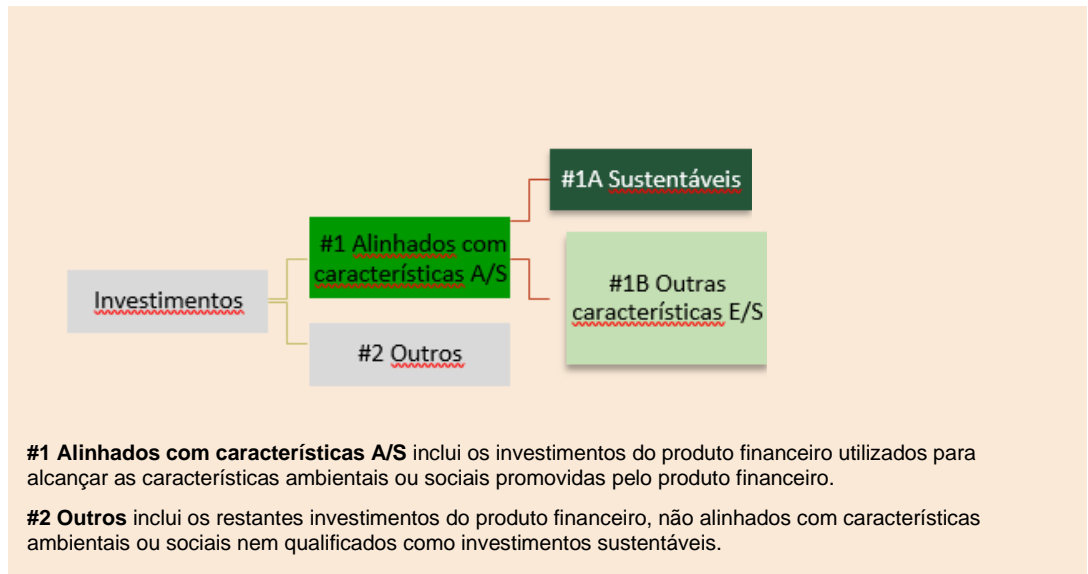 #1A Sustentáveis
#1 Alinhados com
características A/S
#1B Outras
características E/S
Investimentos
#2 Outros
#1 Alinhados com características A/S inclui os investimentos do produto financeiro utilizados para
alcançar as características ambientais ou sociais promovidas pelo produto financeiro.
#2 Outros inclui os restantes investimentos do produto financeiro, não alinhados com características
ambientais ou sociais nem qualificados como investimentos sustentáveis.